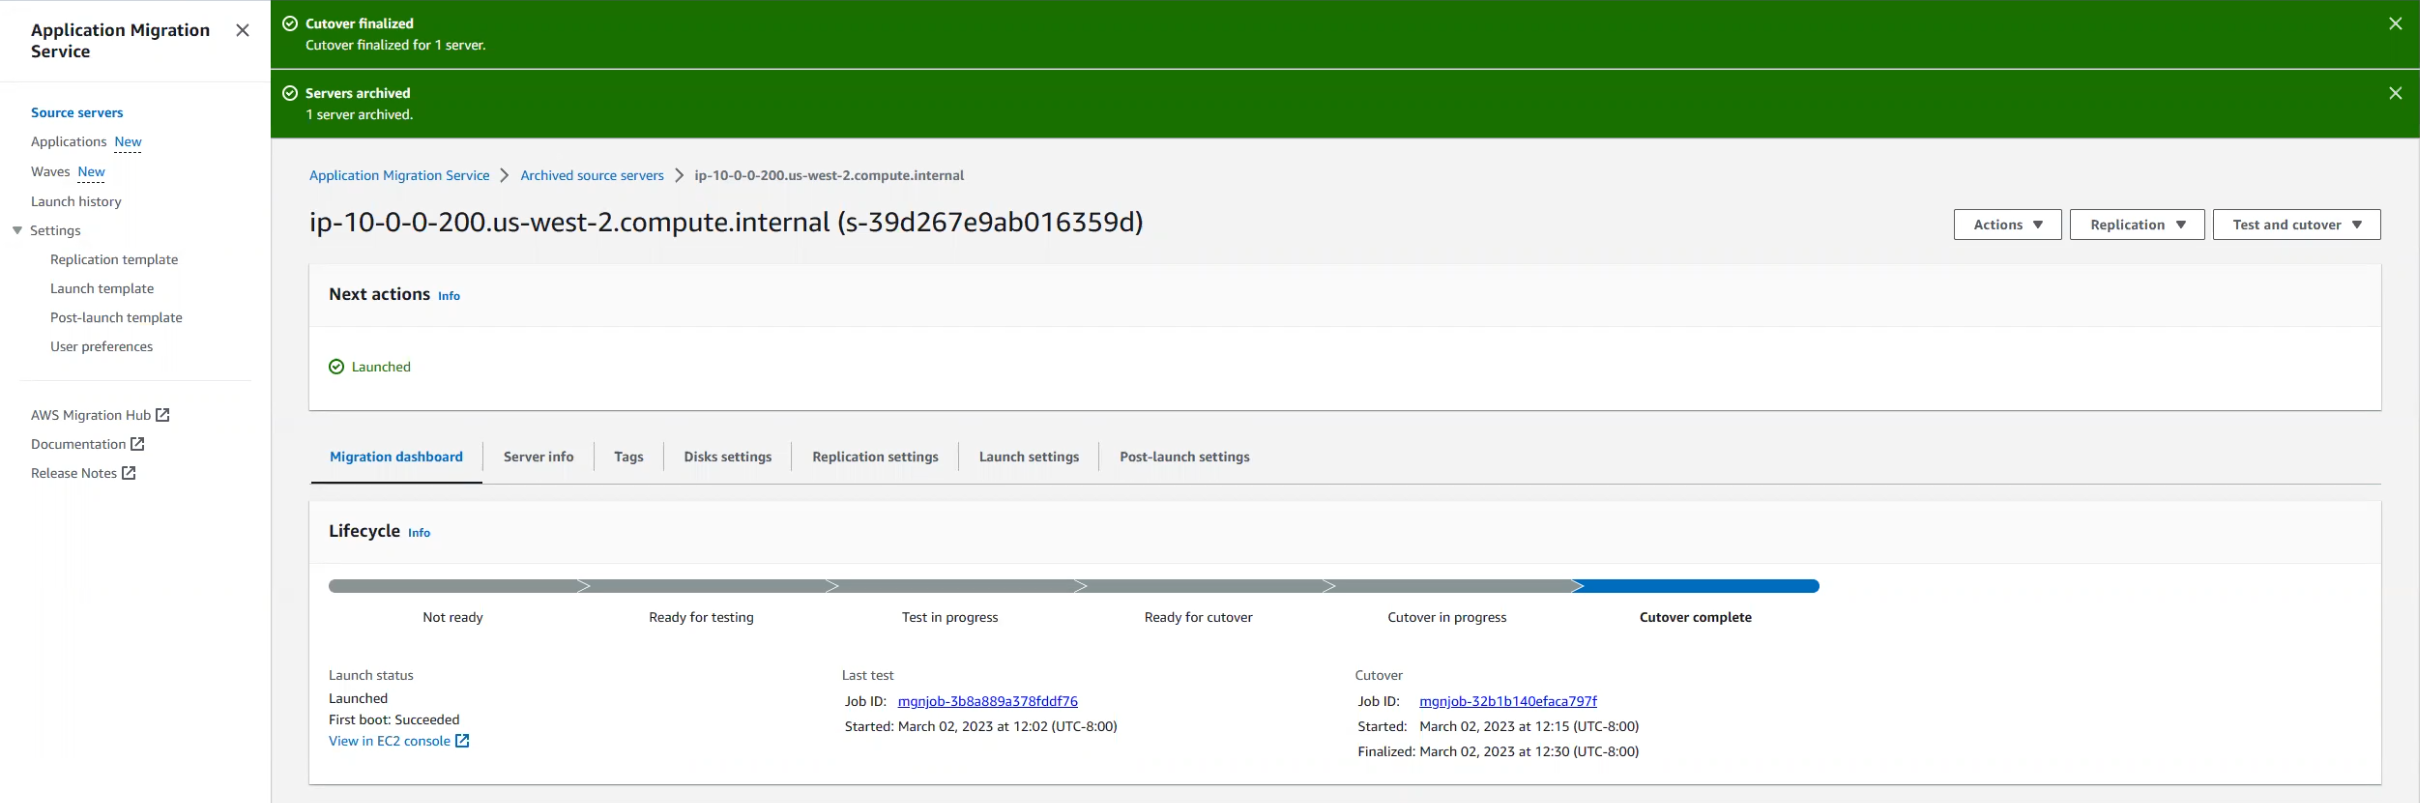 Application Migration
Service
Source servers
Applications New
Waves New
Launch history
Settings
Replication template
Launch template
Post-launch template
User preferences
AWS Migration Hub
Documentation
Release Notes
Cutover finalized
Cutover finalized for 1 server.
Servers archived
1 server archived.
Application Migration Service Archived source servers ip-10-0-0-200.us-west-2.compute.internal
ip-10-0-0-200.us-west-2.compute.internal (s-39d267e9ab016359d)
Actions Replication Test and cutover
Next actions Info
Launched
Migration dashboard Server info Tags Disks settings Replication settings Launch settings Post-launch settings
Lifecycle Info
Not ready Ready for testing Test in progress Ready for cutover Cutover in progress Cutover complete
Launch status
Launched
First boot: Succeeded
View in EC2 console
Last test
Job ID: mgnjob-3b8a889a378fddf76
Started: March 02, 2023 at 12:02 (UTC-8:00)
Cutover
Job ID: mgnjob-32b1b140efaca797f
Started: March 02, 2023 at 12:15 (UTC-8:00)
Finalized: March 02, 2023 at 12:30 (UTC-8:00)